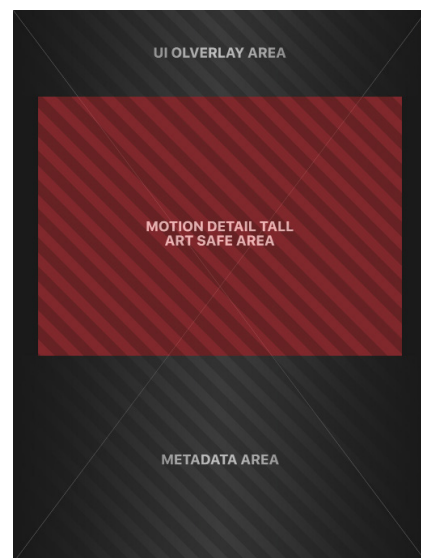 UI OLVERLAY AREA
MOTION DETAIL TALL
ART SAFE AREA
METADATA AREA